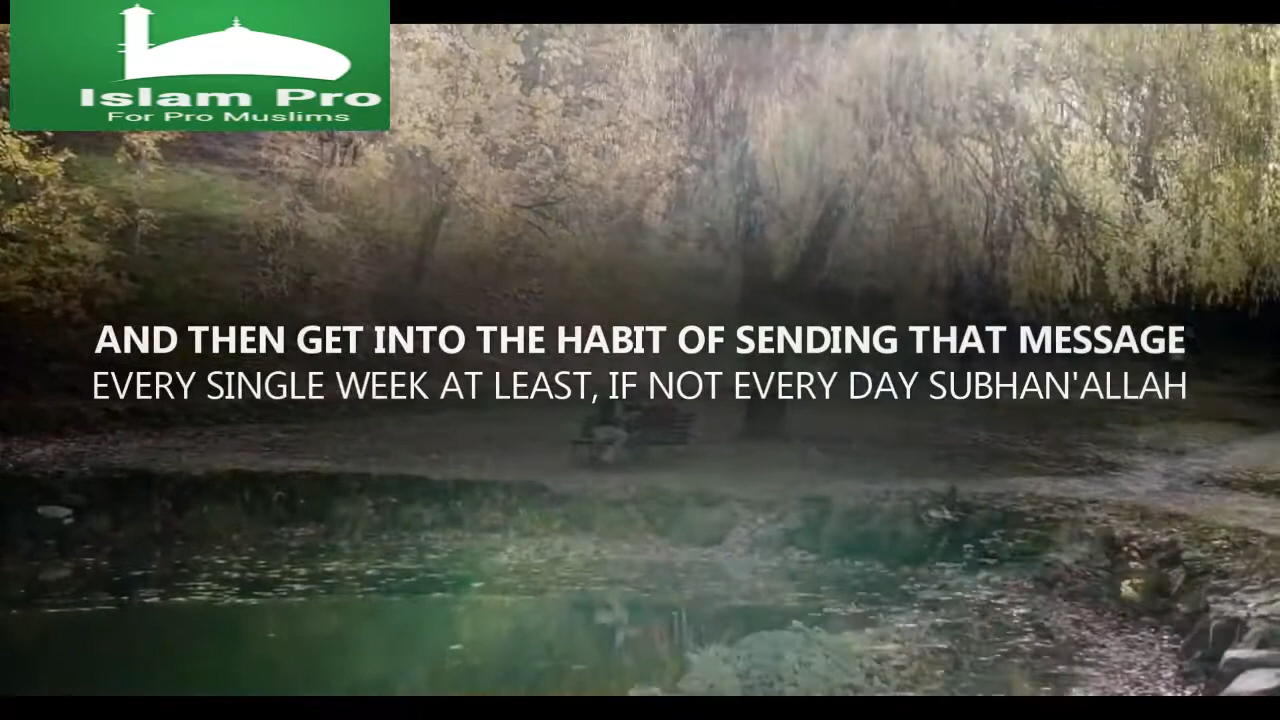 Islam Pro
For Pro Muslims
AND THEN GET INTO THE HABIT OF SENDING THAT MESSAGE
EVERY SINGLE WEEK AT LEAST, IF NOT EVERY DAY SUBHAN'ALLAH